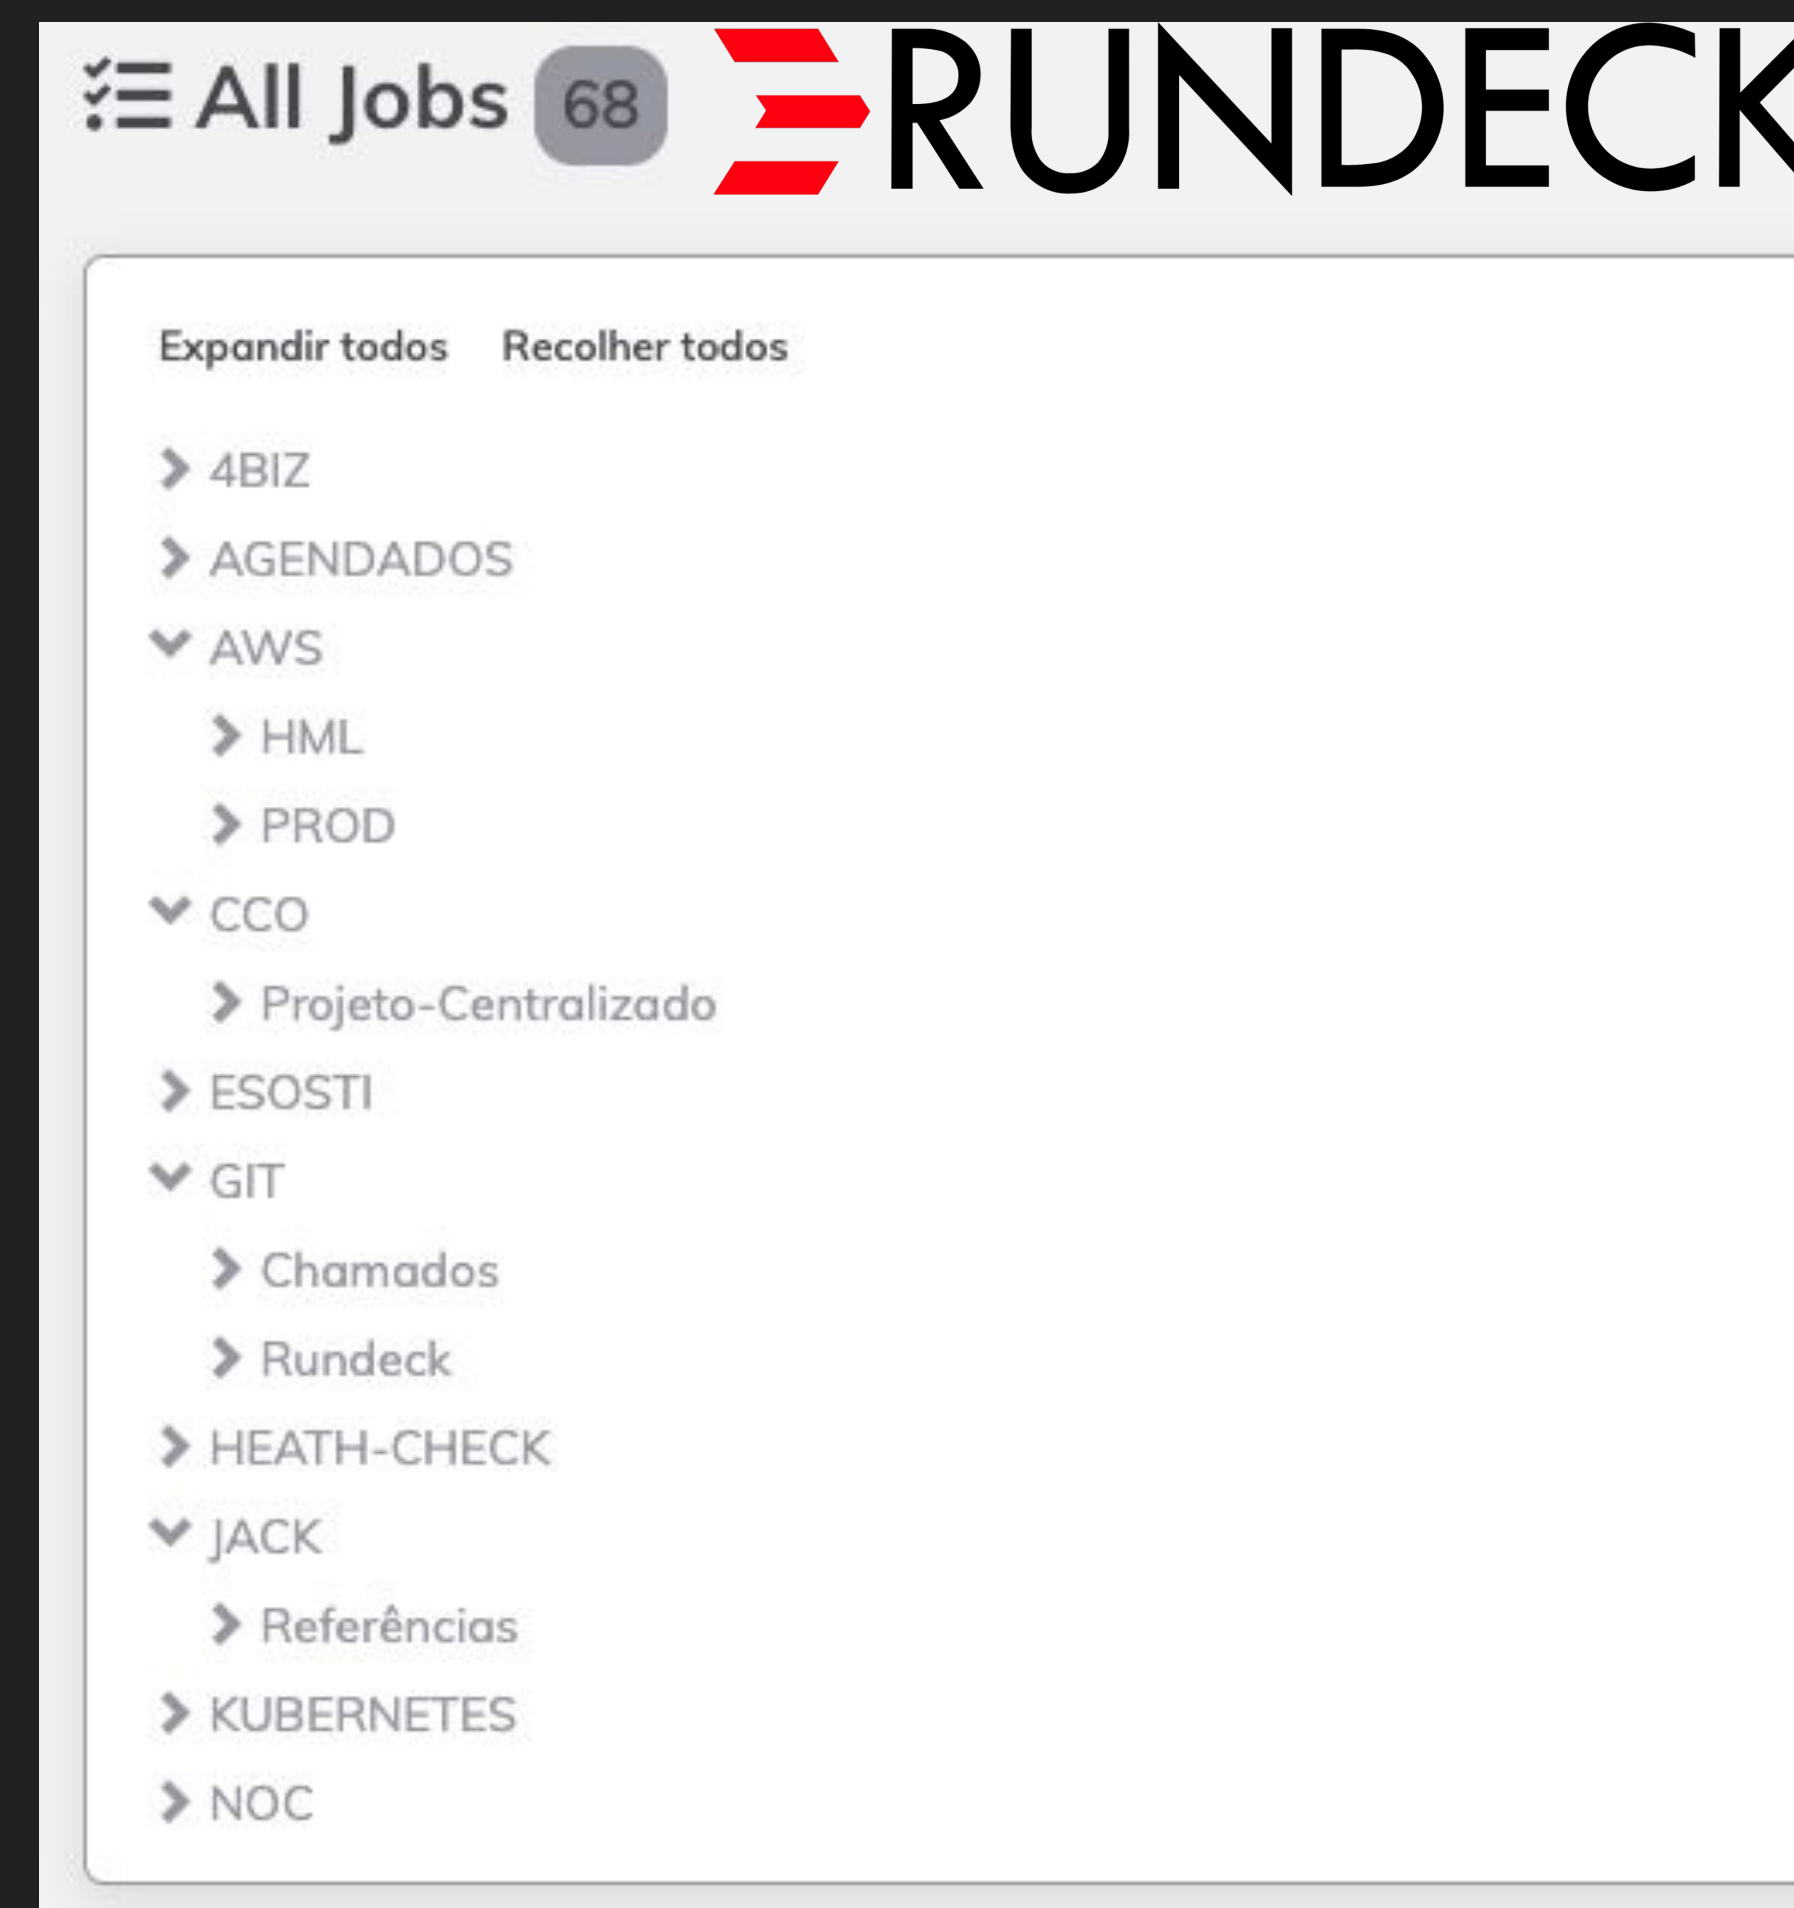 All Jobs 68 RUNDECK
Expandir todos Recolher todos
4BIZ
AGENDADOS
AWS
HML
PROD
CCO
Projeto-Centralizado
ESOSTI
GIT
Chamados
Rundeck
HEATH-CHECK
JACK
Referências
KUBERNETES
NOC